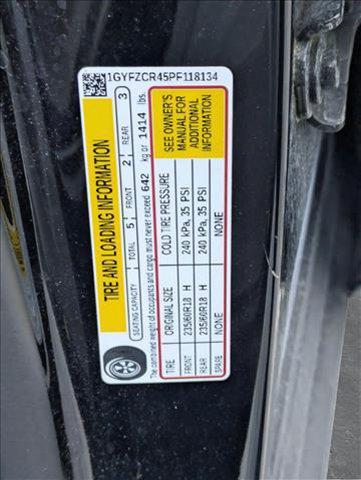 1GYFZCR45PF118134
TIRE AND LOADING INFORMATION
SEATING CAPACITY TOTAL 5 FRONT 2 REAR 3
The combined weight of occupants and cargo must never exceed 642 kg or 1414 lbs.
TIRE ORIGINAL SIZE COLD TIRE PRESSURE
FRONT 235/60R18 H 240 kPa, 35 PSI
REAR 235/60R18 H 240 kPa, 35 PSI
SPARE NONE NONE
SEE OWNER'S
MANUAL FOR
ADDITIONAL
INFORMATION